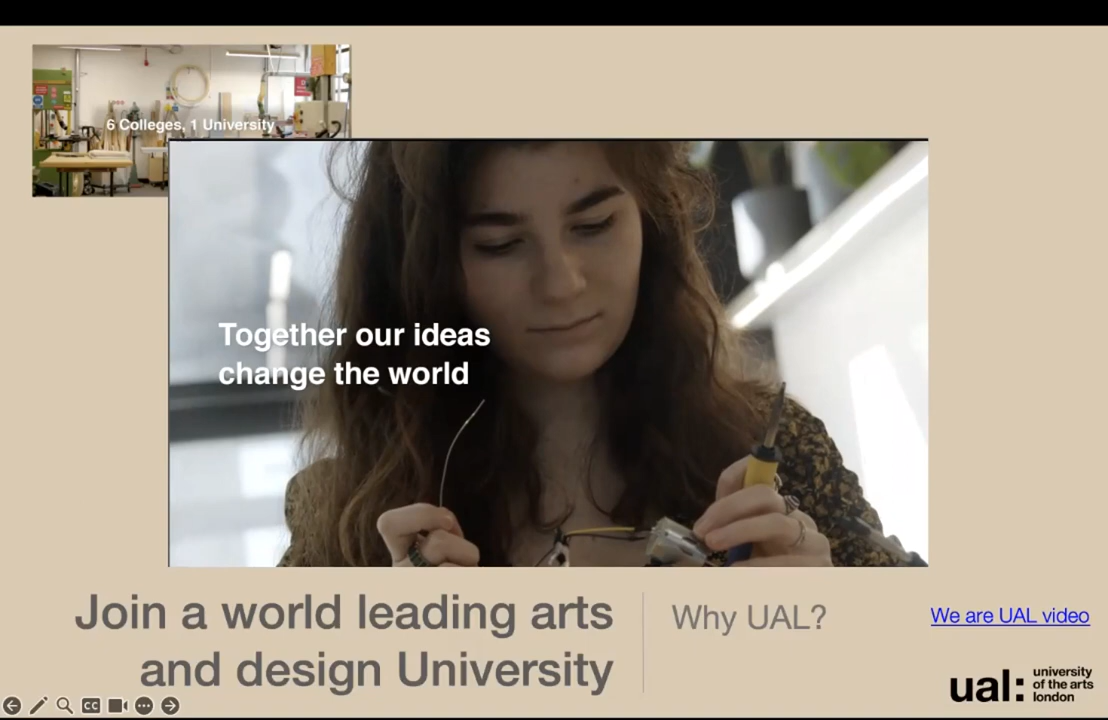 6 Colleges, 1 University
Together our ideas
change the world
Join a world leading arts
and design University
Why UAL?
We are UAL video
ual:
university
of the arts
london
CC